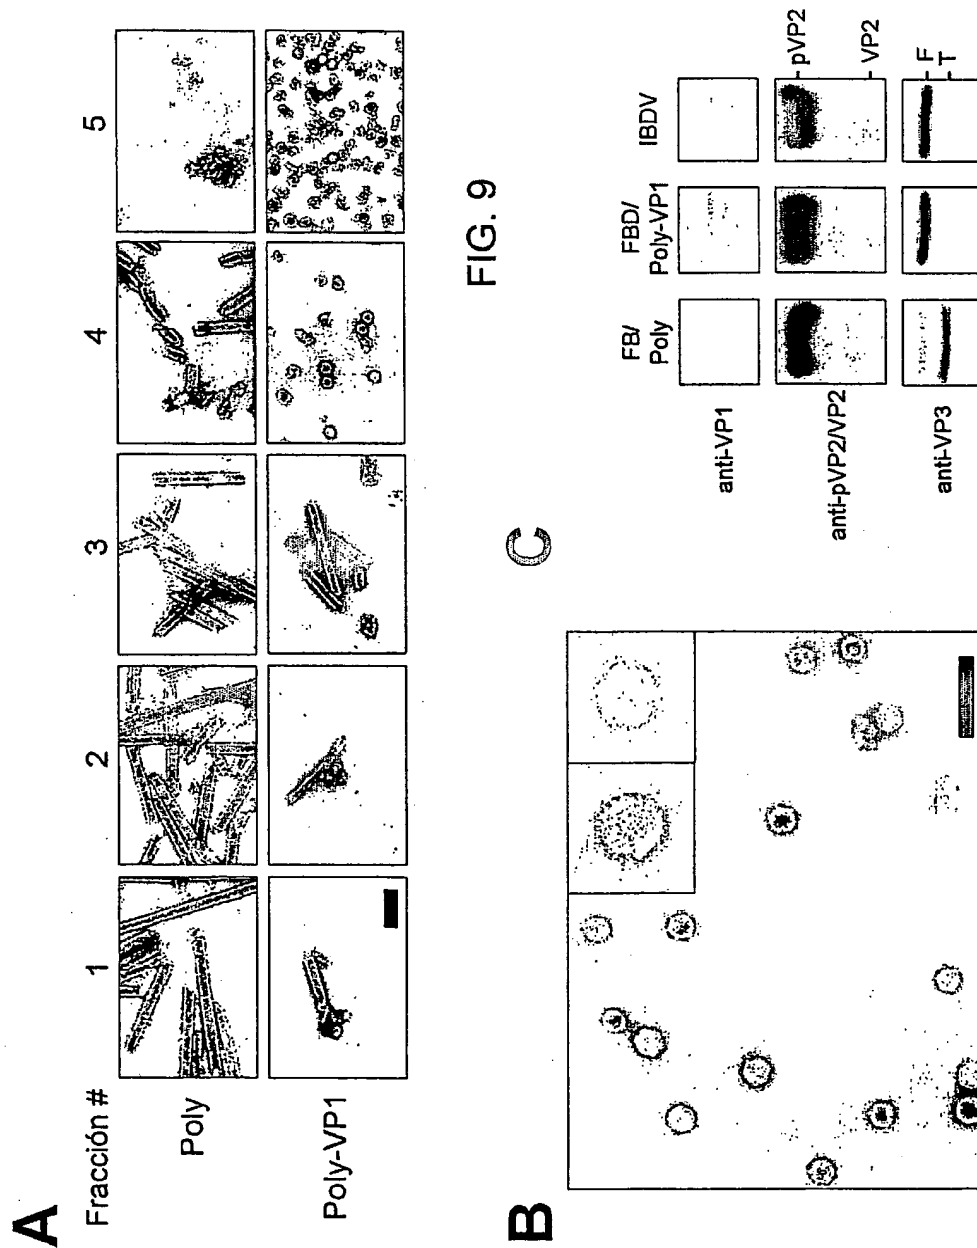 A
Fracción # 1 2 3 4 5
Poly
Poly-VP1
FIG. 9
B
C
FB/ Poly
FBD/ Poly-VP1
IBDV
anti-VP1
anti-pVP2/VP2
pVP2
VP2
anti-VP3
F
T